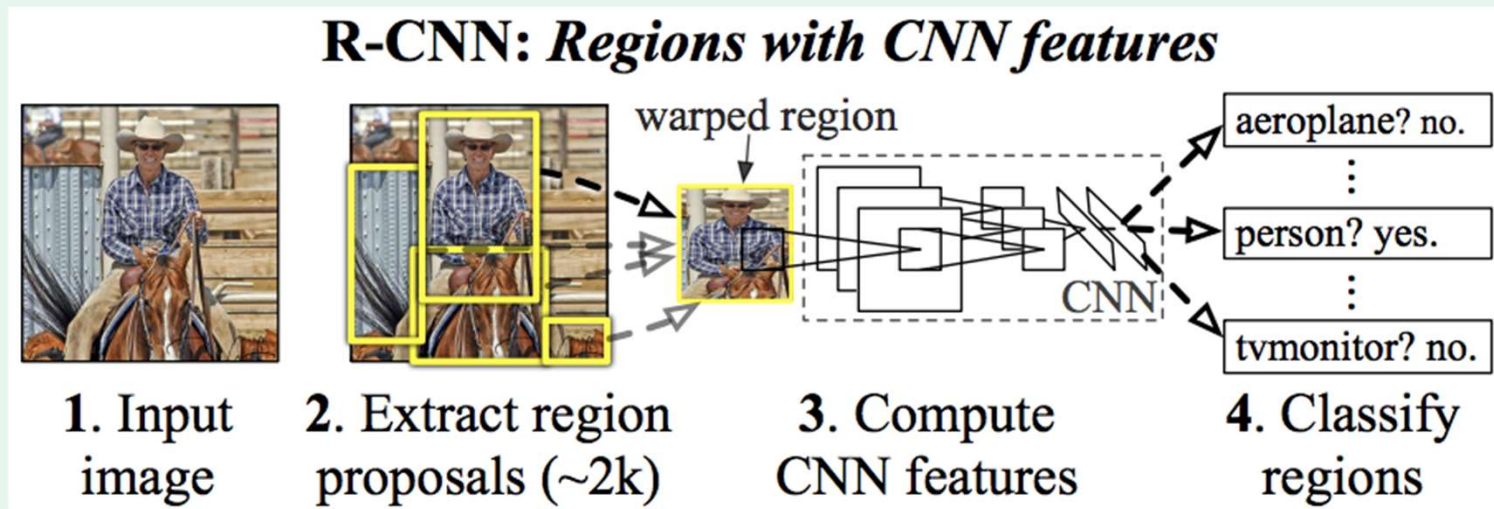 R-CNN: Regions with CNN features
warped region
aeroplane? no.
⋮
person? yes.
⋮
tvmonitor? no.
CNN
1. Input
image
2. Extract region
proposals (~2k)
3. Compute
CNN features
4. Classify
regions